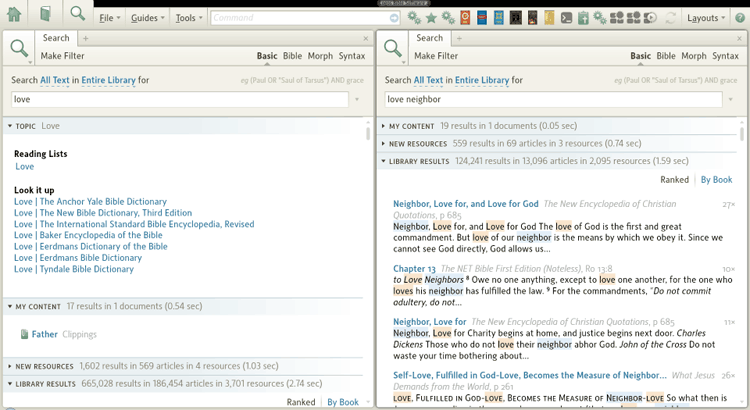 File
Guides
Tools
Command
Layouts
Search
Make Filter
Basic Bible Morph Syntax
Search All Text in Entire Library for
eg (Paul OR "Saul of Tarsus") AND grace
love
TOPIC Love
Reading Lists
Love
Look it up
Love | The Anchor Yale Bible Dictionary
Love | The New Bible Dictionary, Third Edition
Love | The International Standard Bible Encyclopedia, Revised
Love | Baker Encyclopedia of the Bible
Love | Eerdmans Dictionary of the Bible
Love | Eerdmans Bible Dictionary
Love | Tyndale Bible Dictionary
MY CONTENT 17 results in 1 documents (0.54 sec)
Father Clippings
NEW RESOURCES 1,602 results in 569 articles in 4 resources (1.03 sec)
LIBRARY RESULTS 665,028 results in 186,454 articles in 3,701 resources (2.74 sec)
Ranked | By Book
Search
Make Filter
Basic Bible Morph Syntax
Search All Text in Entire Library for
eg (Paul OR "Saul of Tarsus") AND grace
love neighbor
MY CONTENT 19 results in 1 documents (0.05 sec)
NEW RESOURCES 559 results in 69 articles in 3 resources (0.74 sec)
LIBRARY RESULTS 124,241 results in 13,096 articles in 2,095 resources (1.59 sec)
Ranked | By Book
Neighbor, Love for, and Love for God The New Encyclopedia of Christian 27×
Quotations, p 685
Neighbor, Love for, and Love for God The love of God is the first and great
commandment. But love of our neighbor is the means by which we obey it. Since we
cannot see God directly, God allows us...
Chapter 13 The NET Bible First Edition (Noteless), Ro 13:8 10×
to Love Neighbors 8 Owe no one anything, except to love one another, for the one who
loves his neighbor has fulfilled the law. 9 For the commandments, "Do not commit
adultery, do not...
Neighbor, Love for The New Encyclopedia of Christian Quotations, p 685 11×
Neighbor, Love for Charity begins at home, and justice begins next door. Charles
Dickens Those who do not love their neighbor abhor God. John of the Cross Do not
waste your time bothering about...
Self-Love, Fulfilled in God-Love, Becomes the Measure of Neighbor... What Jesus 26×
Demands from the World, p 261
LOVE, FULFILLED IN GOD-LOVE, BECOMES THE MEASURE OF NEIGHBOR-LOVE So what then is